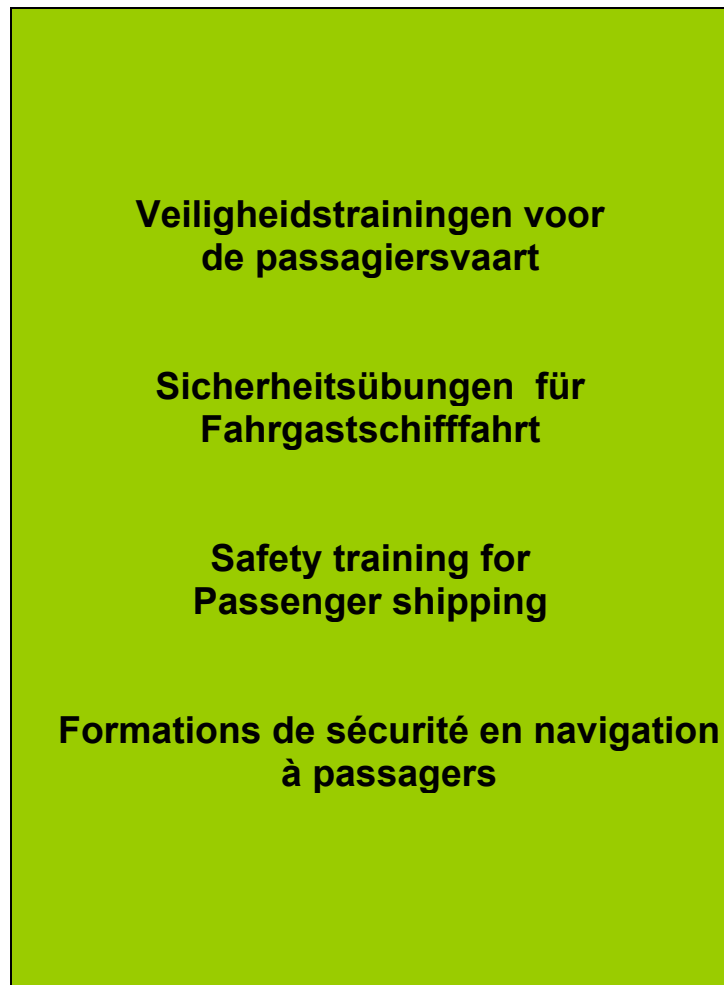 Veiligheidstrainingen voor
de passagiersvaart
Sicherheitsübungen für
Fahrgastschifffahrt
Safety training for
Passenger shipping
Formations de sécurité en navigation
à passagers